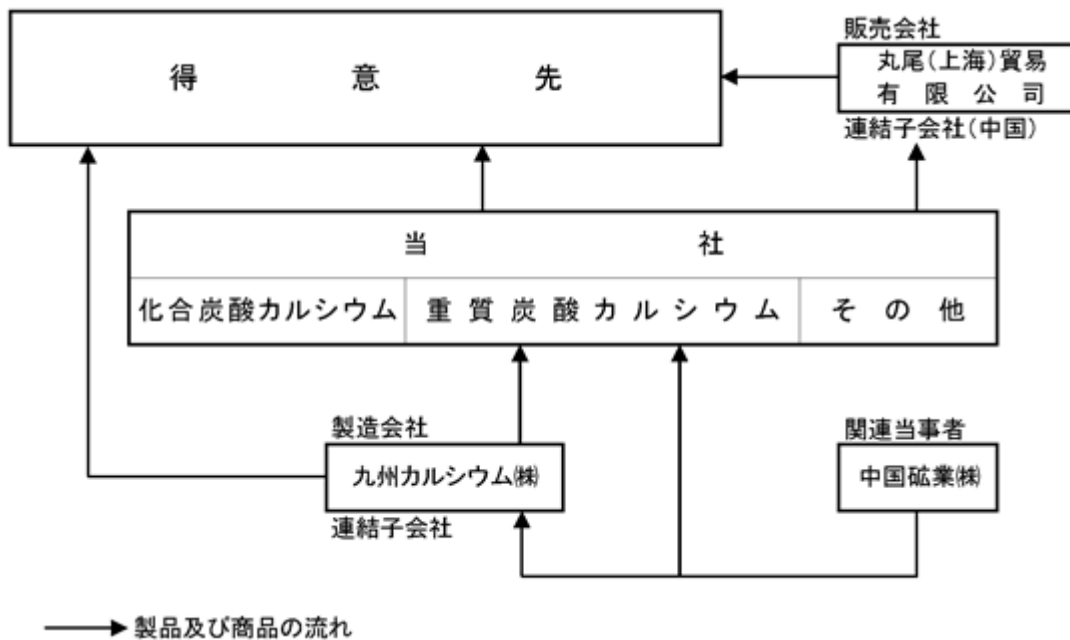 販売会社
得意先
丸尾(上海)貿易
有限公司
連結子会社(中国)
当社
化合炭酸カルシウム
重質炭酸カルシウム
その他
製造会社
九州カルシウム㈱
連結子会社
関連当事者
中国砿業㈱
製品及び商品の流れ